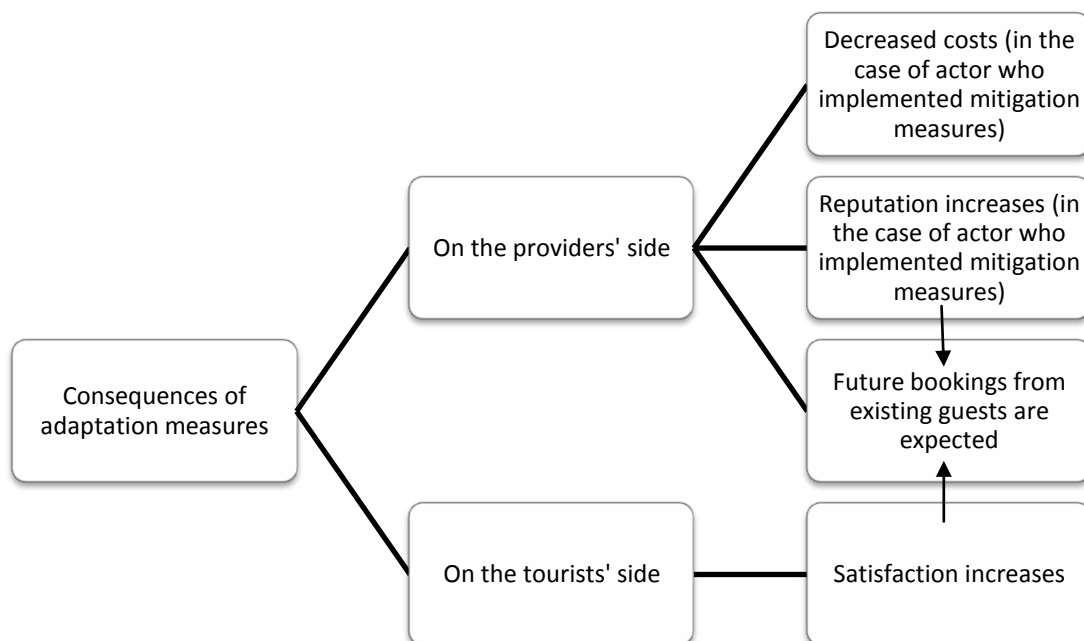 Decreased costs (in the
case of actor who
implemented mitigation
measures)
Reputation increases (in
the case of actor who
implemented mitigation
measures)
On the providers' side
Future bookings from
existing guests are
expected
Consequences of
adaptation measures
On the tourists' side
Satisfaction increases